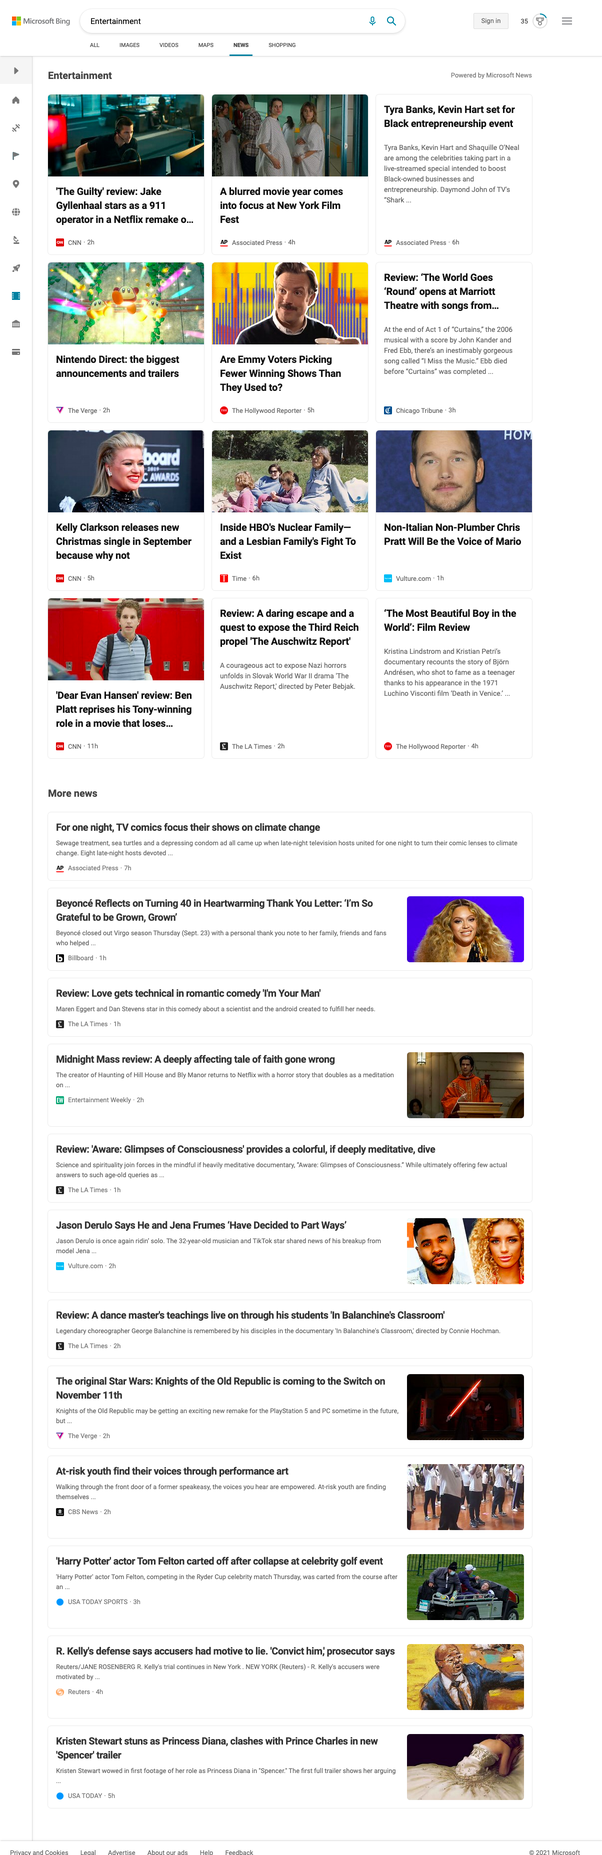 Microsoft Bing
Entertainment
Sign in
35
ALL
IMAGES
VIDEOS
MAPS
NEWS
SHOPPING
Entertainment
Powered by Microsoft News
'The Guilty' review: Jake
Gyllenhaal stars as a 911
operator in a Netflix remake o...
CNN · 2h
A blurred movie year comes
into focus at New York Film
Fest
AP Associated Press · 4h
Tyra Banks, Kevin Hart set for
Black entrepreneurship event
Tyra Banks, Kevin Hart and Shaquille O'Neal
are among the celebrities taking part in a
live-streamed special intended to boost
Black-owned businesses and
entrepreneurship. Daymond John of TV's
"Shark ...
AP Associated Press · 6h
Nintendo Direct: the biggest
announcements and trailers
The Verge · 2h
Are Emmy Voters Picking
Fewer Winning Shows Than
They Used to?
The Hollywood Reporter · 5h
Review: 'The World Goes
'Round' opens at Marriott
Theatre with songs from...
At the end of Act 1 of "Curtains," the 2006
musical with a score by John Kander and
Fred Ebb, there's an inestimably gorgeous
song called "I Miss the Music." Ebb died
before "Curtains" was completed ...
Chicago Tribune · 3h
board
2019
C AWARDS
Kelly Clarkson releases new
Christmas single in September
because why not
CNN · 5h
Inside HBO's Nuclear Family—
and a Lesbian Family's Fight To
Exist
Time · 6h
HOM
Non-Italian Non-Plumber Chris
Pratt Will Be the Voice of Mario
Vulture.com · 1h
'Dear Evan Hansen' review: Ben
Platt reprises his Tony-winning
role in a movie that loses...
CNN · 11h
Review: A daring escape and a
quest to expose the Third Reich
propel 'The Auschwitz Report'
A courageous act to expose Nazi horrors
unfolds in Slovak World War II drama 'The
Auschwitz Report,' directed by Peter Bebjak.
The LA Times · 2h
'The Most Beautiful Boy in the
World': Film Review
Kristina Lindstrom and Kristian Petri's
documentary recounts the story of Björn
Andrésen, who shot to fame as a teenager
thanks to his appearance in the 1971
Luchino Visconti film 'Death in Venice.' ...
The Hollywood Reporter · 4h
More news
For one night, TV comics focus their shows on climate change
Sewage treatment, sea turtles and a depressing condom ad all came up when late-night television hosts united for one night to turn their comic lenses to climate
change. Eight late-night hosts devoted ...
AP Associated Press · 7h
Beyoncé Reflects on Turning 40 in Heartwarming Thank You Letter: 'I'm So
Grateful to be Grown, Grown'
Beyoncé closed out Virgo season Thursday (Sept. 23) with a personal thank you note to her family, friends and fans
who helped ...
Billboard · 1h
Review: Love gets technical in romantic comedy 'I'm Your Man'
Maren Eggert and Dan Stevens star in this comedy about a scientist and the android created to fulfill her needs.
The LA Times · 1h
Midnight Mass review: A deeply affecting tale of faith gone wrong
The creator of Haunting of Hill House and Bly Manor returns to Netflix with a horror story that doubles as a meditation
on ...
Entertainment Weekly · 2h
Review: 'Aware: Glimpses of Consciousness' provides a colorful, if deeply meditative, dive
Science and spirituality join forces in the mindful if heavily meditative documentary, "Aware: Glimpses of Consciousness." While ultimately offering few actual
answers to such age-old queries as ...
The LA Times · 1h
Jason Derulo Says He and Jena Frumes 'Have Decided to Part Ways'
Jason Derulo is once again ridin' solo. The 32-year-old musician and TikTok star shared news of his breakup from
model Jena ...
Vulture.com · 2h
Review: A dance master's teachings live on through his students 'In Balanchine's Classroom'
Legendary choreographer George Balanchine is remembered by his disciples in the documentary 'In Balanchine's Classroom,' directed by Connie Hochman.
The LA Times · 2h
The original Star Wars: Knights of the Old Republic is coming to the Switch on
November 11th
Knights of the Old Republic may be getting an exciting new remake for the PlayStation 5 and PC sometime in the future,
but ...
The Verge · 2h
At-risk youth find their voices through performance art
Walking through the front door of a former speakeasy, the voices you hear are empowered. At-risk youth are finding
themselves ...
CBS News · 2h
'Harry Potter' actor Tom Felton carted off after collapse at celebrity golf event
'Harry Potter' actor Tom Felton, competing in the Ryder Cup celebrity match Thursday, was carted from the course after
an ...
USA TODAY SPORTS · 3h
R. Kelly's defense says accusers had motive to lie. 'Convict him,' prosecutor says
Reuters/JANE ROSENBERG R. Kelly's trial continues in New York . NEW YORK (Reuters) - R. Kelly's accusers were
motivated by ...
Reuters · 4h
Kristen Stewart stuns as Princess Diana, clashes with Prince Charles in new
'Spencer' trailer
Kristen Stewart wowed in first footage of her role as Princess Diana in "Spencer." The first full trailer shows her arguing
...
USA TODAY · 5h
Privacy and Cookies
Legal
Advertise
About our ads
Help
Feedback
© 2021 Microsoft